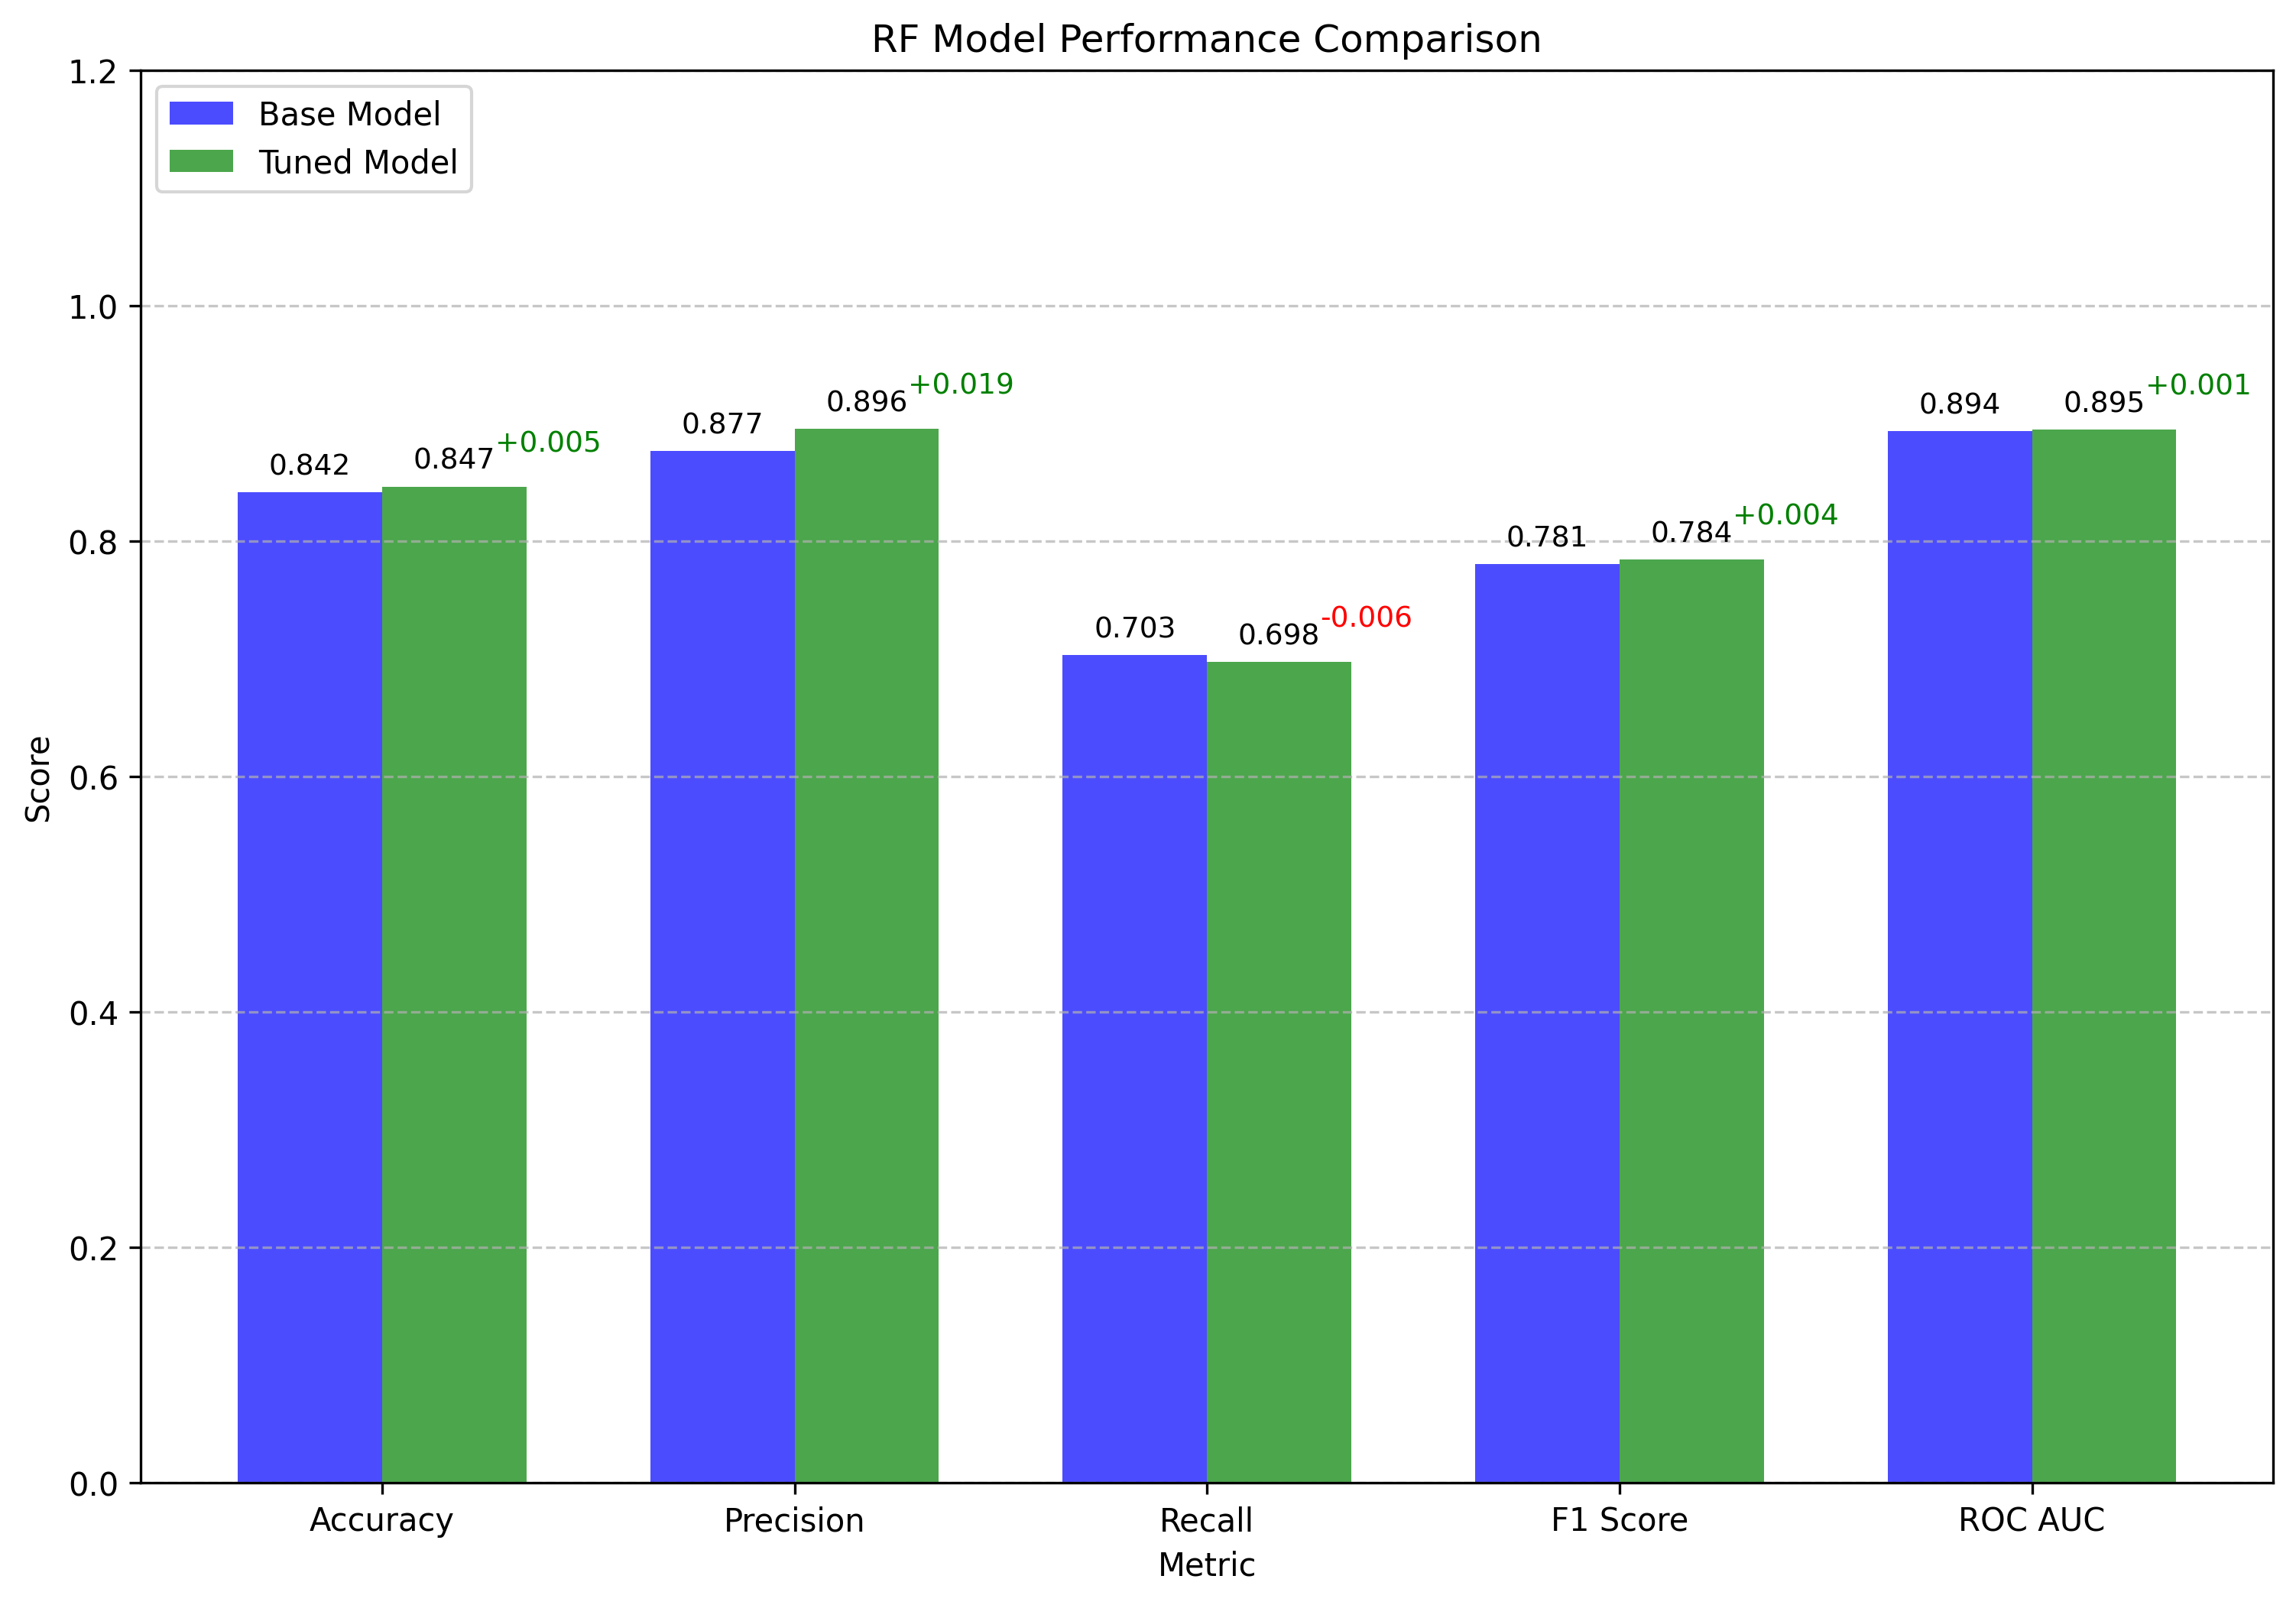 RF Model Performance Comparison
Base Model
Tuned Model
Score
1.2
1.0
0.8
0.6
0.4
0.2
0.0
0.842
0.847
+0.005
0.877
0.896
+0.019
0.703
0.698
-0.006
0.781
0.784
+0.004
0.894
0.895
+0.001
Accuracy
Precision
Recall
F1 Score
ROC AUC
Metric